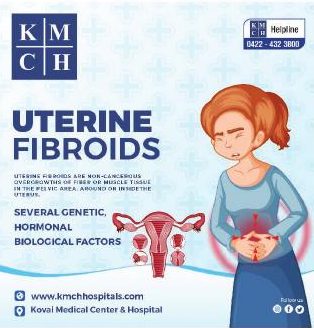 K M
C H
K M
C H
Helpline
0422 - 432 3800
UTERINE
FIBROIDS
UTERINE FIBROIDS ARE NON-CANCEROUS
OVERGROWTHS OF FIBER OR MUSCLE TISSUE
IN THE PELVIC AREA, AROUND OR INSIDETHE
UTERUS.
SEVERAL GENETIC,
HORMONAL
BIOLOGICAL FACTORS
www.kmchhospitals.com
Kovai Medical Center & Hospital
Follow us